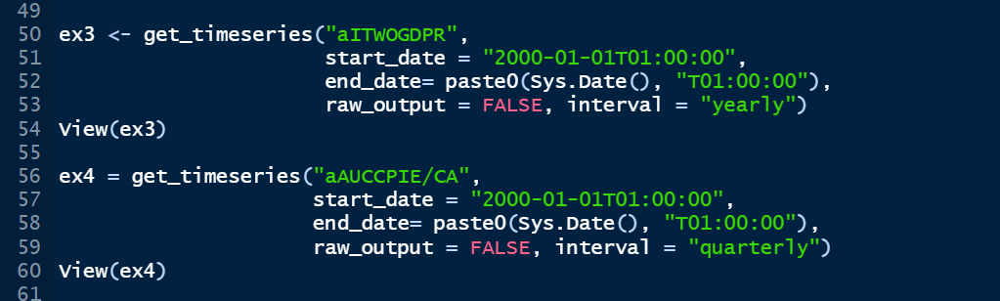 49
50 ex3 <- get_timeseries("aITWOGDPR",
51 start_date = "2000-01-01T01:00:00",
52 end_date= paste0(Sys.Date(), "T01:00:00"),
53 raw_output = FALSE, interval = "yearly")
54 View(ex3)
55
56 ex4 = get_timeseries("aAUCCPIE/CA",
57 start_date = "2000-01-01T01:00:00",
58 end_date= paste0(Sys.Date(), "T01:00:00"),
59 raw_output = FALSE, interval = "quarterly")
60 View(ex4)
61